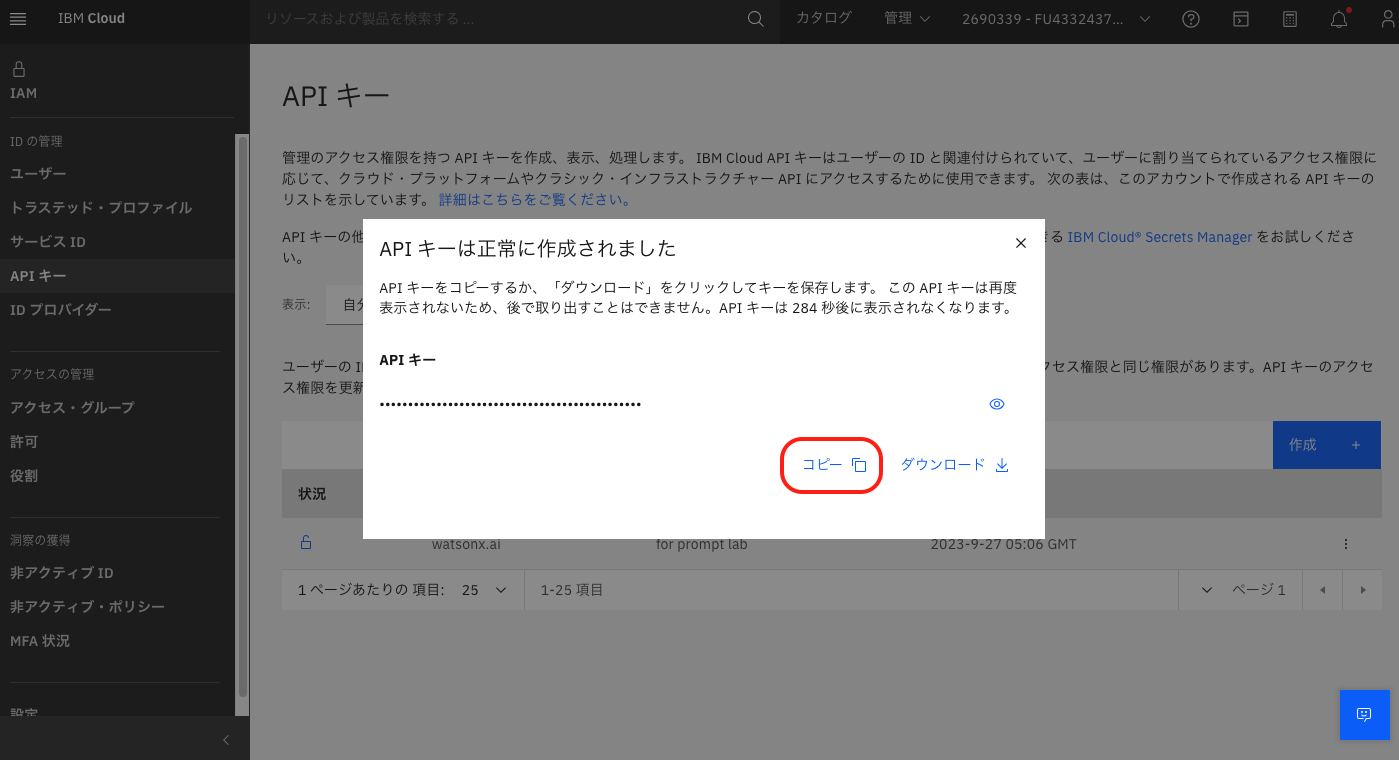 IBM Cloud
リソースおよび製品を検索する ...
カタログ
管理
2690339 - FU4332437...
IAM
ID の管理
ユーザー
トラステッド・プロファイル
サービス ID
API キー
ID プロバイダー
アクセスの管理
アクセス・グループ
許可
役割
洞察の獲得
非アクティブ ID
非アクティブ・ポリシー
MFA 状況
設定
API キー
管理のアクセス権限を持つ API キーを作成、表示、処理します。 IBM Cloud API キーはユーザーの ID と関連付けられていて、ユーザーに割り当てられているアクセス権限に
応じて、クラウド・プラットフォームやクラシック・インフラストラクチャー API にアクセスするために使用できます。 次の表は、このアカウントで作成される API キーの
リストを示しています。 詳細はこちらをご覧ください。
API キーの他 きる IBM Cloud® Secrets Manager をお試しくださ
い。
表示: 自分
ユーザーの ID クセス権限と同じ権限があります。API キーのアクセ
ス権限を更新
API キーは正常に作成されました
API キーをコピーするか、「ダウンロード」をクリックしてキーを保存します。 この API キーは再度
表示されないため、後で取り出すことはできません。API キーは 284 秒後に表示されなくなります。
API キー
••••••••••••••••••••••••••••••••••••••••••••
コピー ダウンロード
作成 +
状況
watsonx.ai for prompt lab 2023-9-27 05:06 GMT
1 ページあたりの 項目: 25 1-25 項目 ページ 1